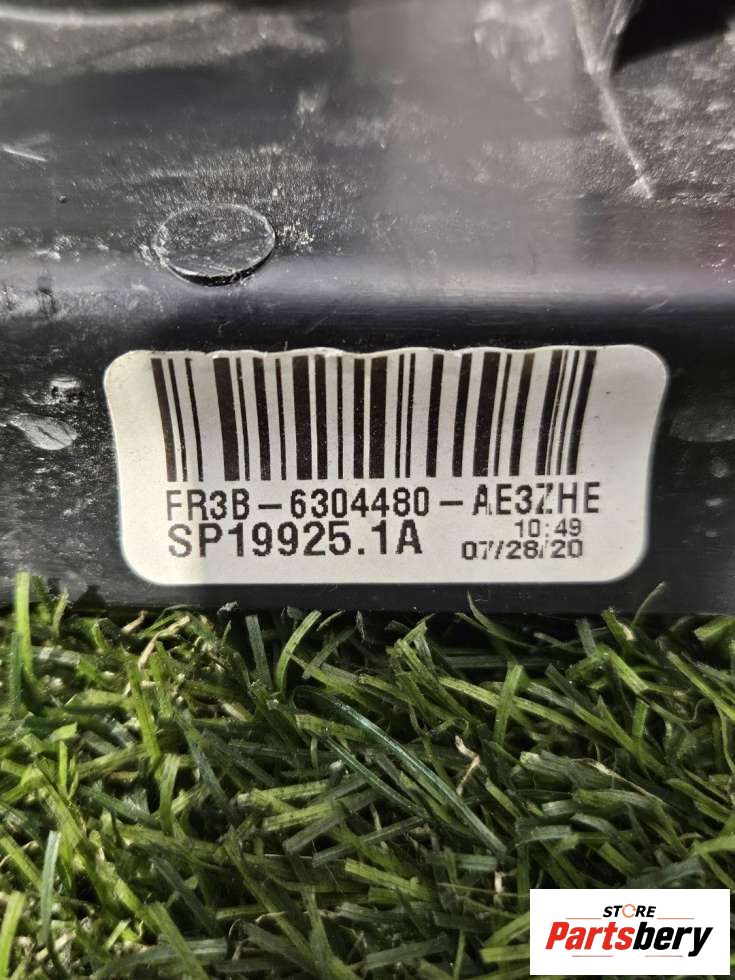 FR3B-6304480-AE3ZHE
SP19925.1A
10:49
07/28/20
STORE
Partsbery